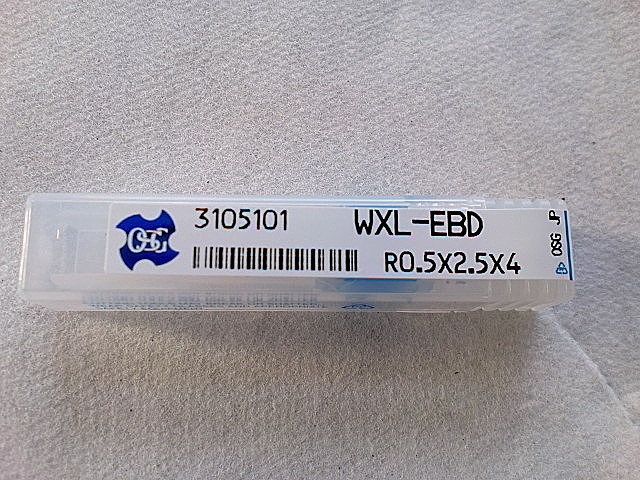 OSG
3105101
WXL-EBD
R0.5X2.5X4
OSG JP